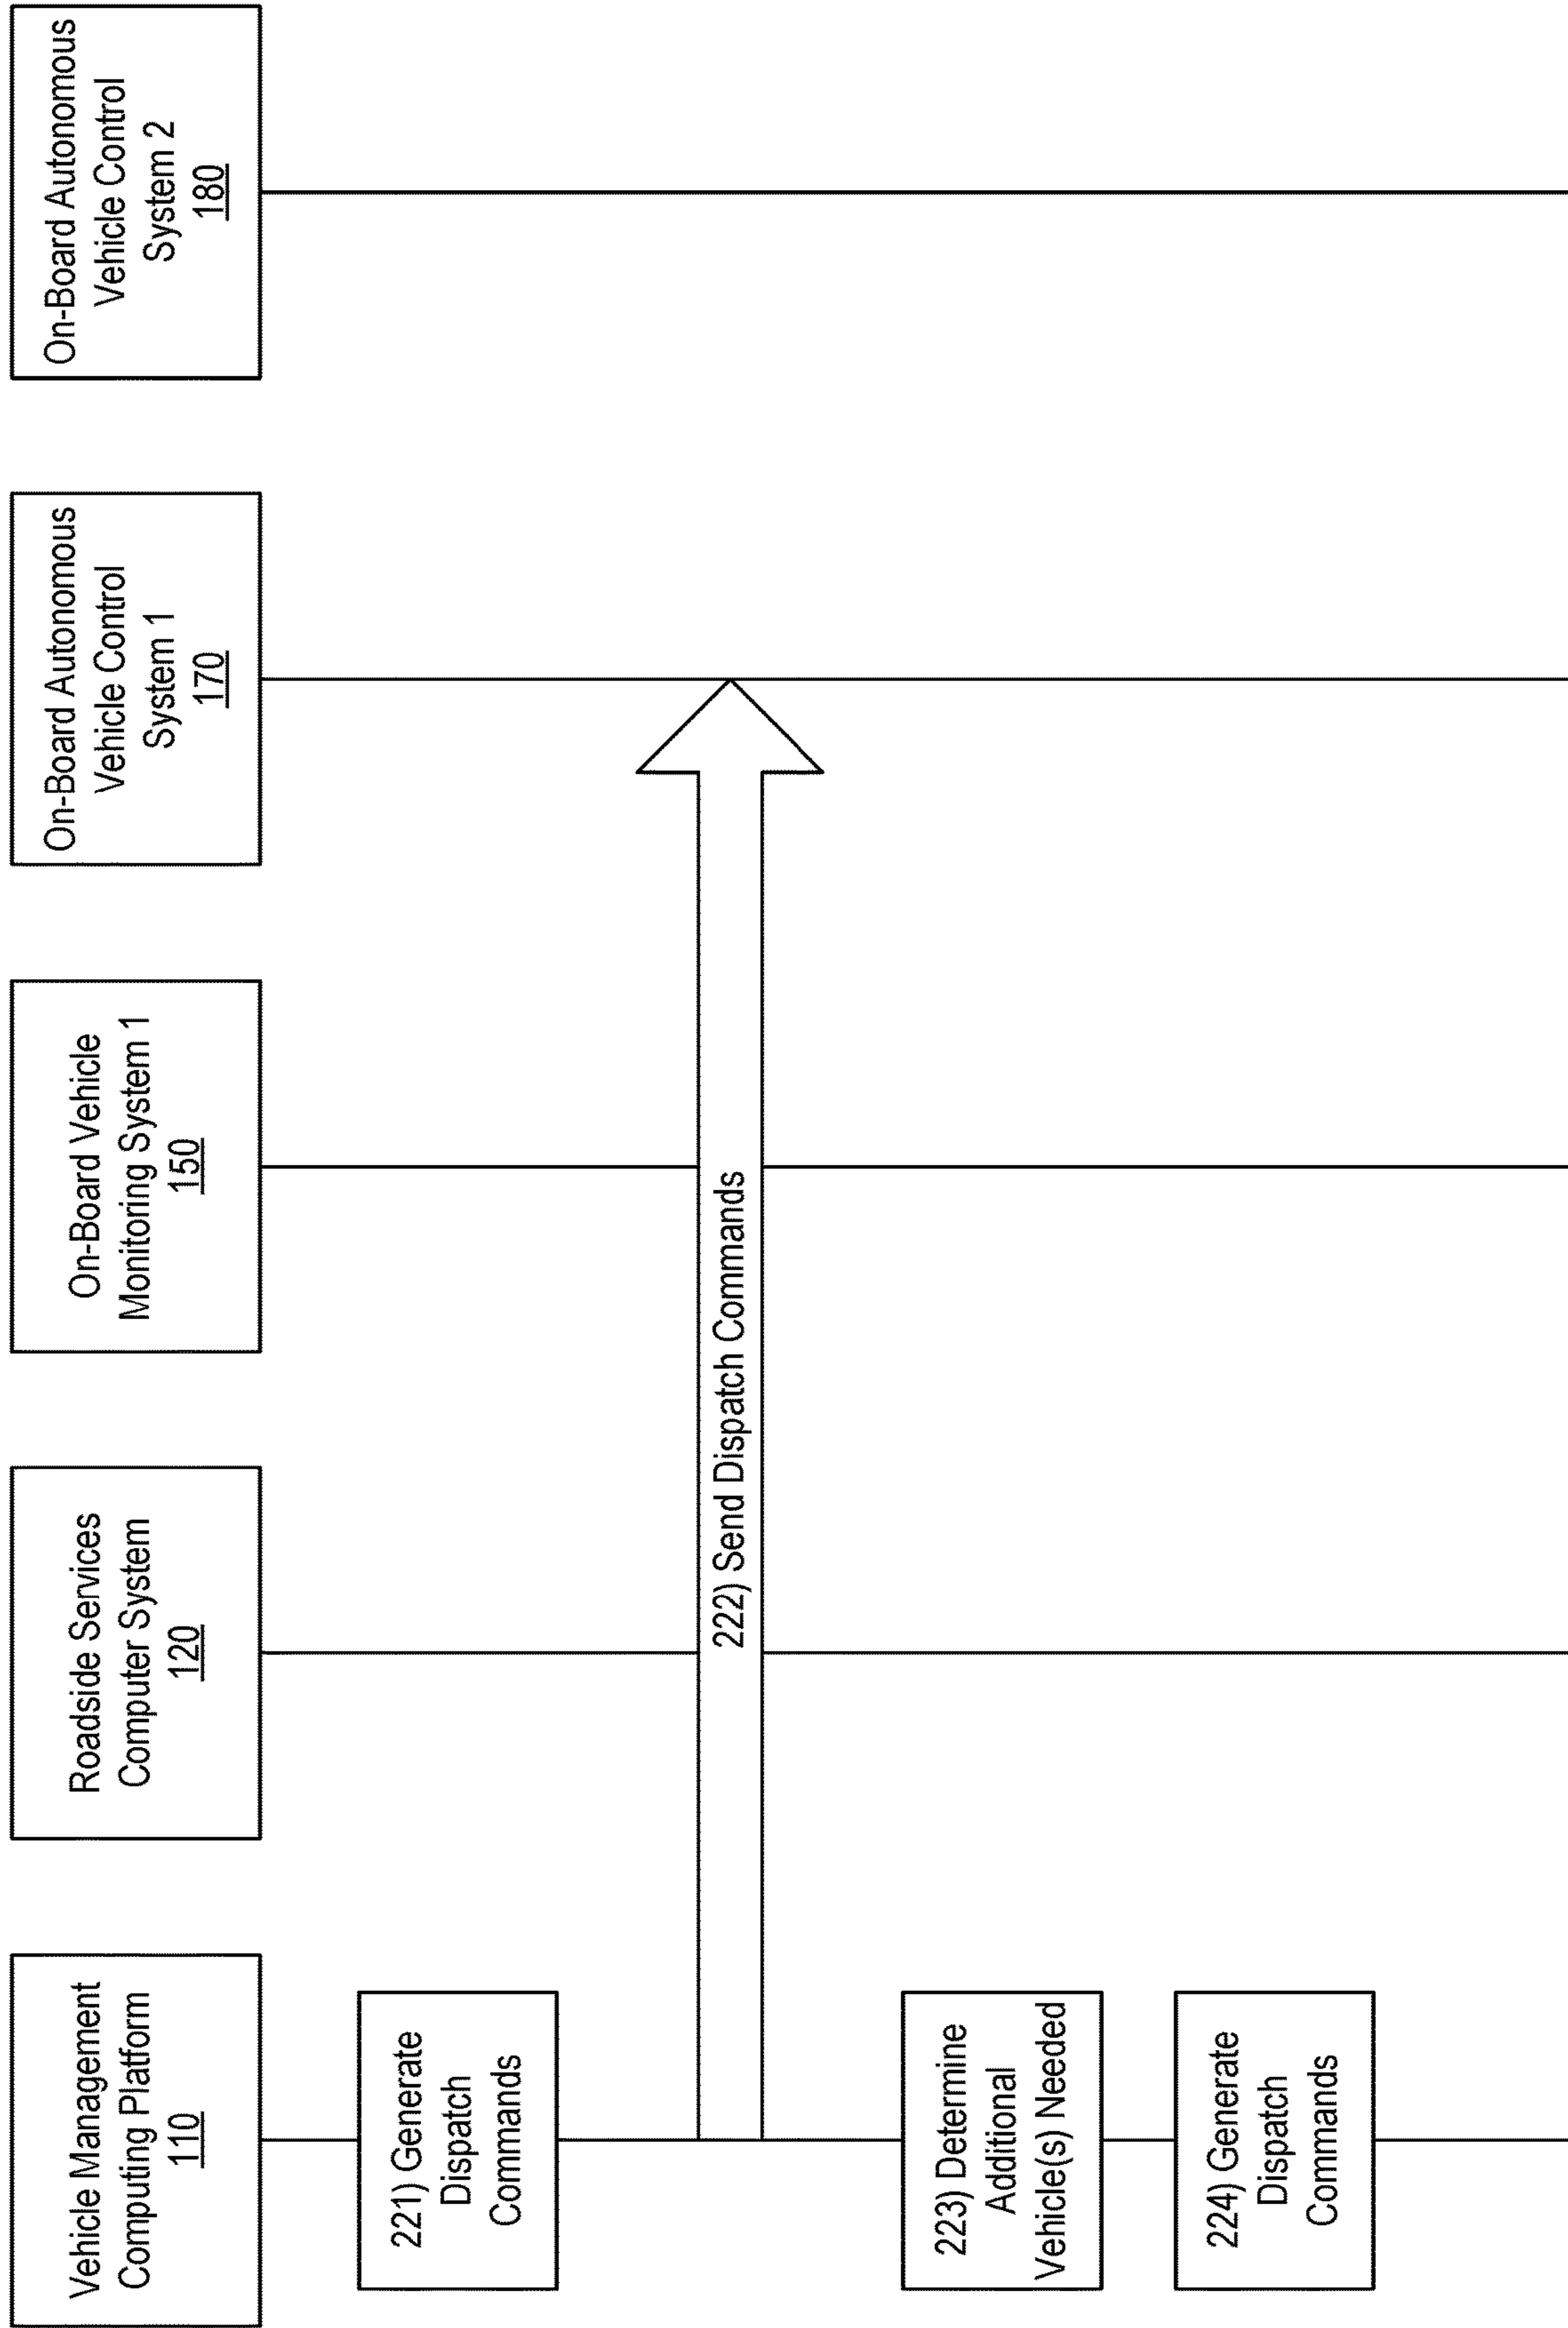 Vehicle Management
Computing Platform
110
Roadside Services
Computer System
120
On-Board Vehicle
Monitoring System 1
150
On-Board Autonomous
Vehicle Control
System 1
170
On-Board Autonomous
Vehicle Control
System 2
180
221) Generate
Dispatch
Commands
222) Send Dispatch Commands
223) Determine
Additional
Vehicle(s) Needed
224) Generate
Dispatch
Commands